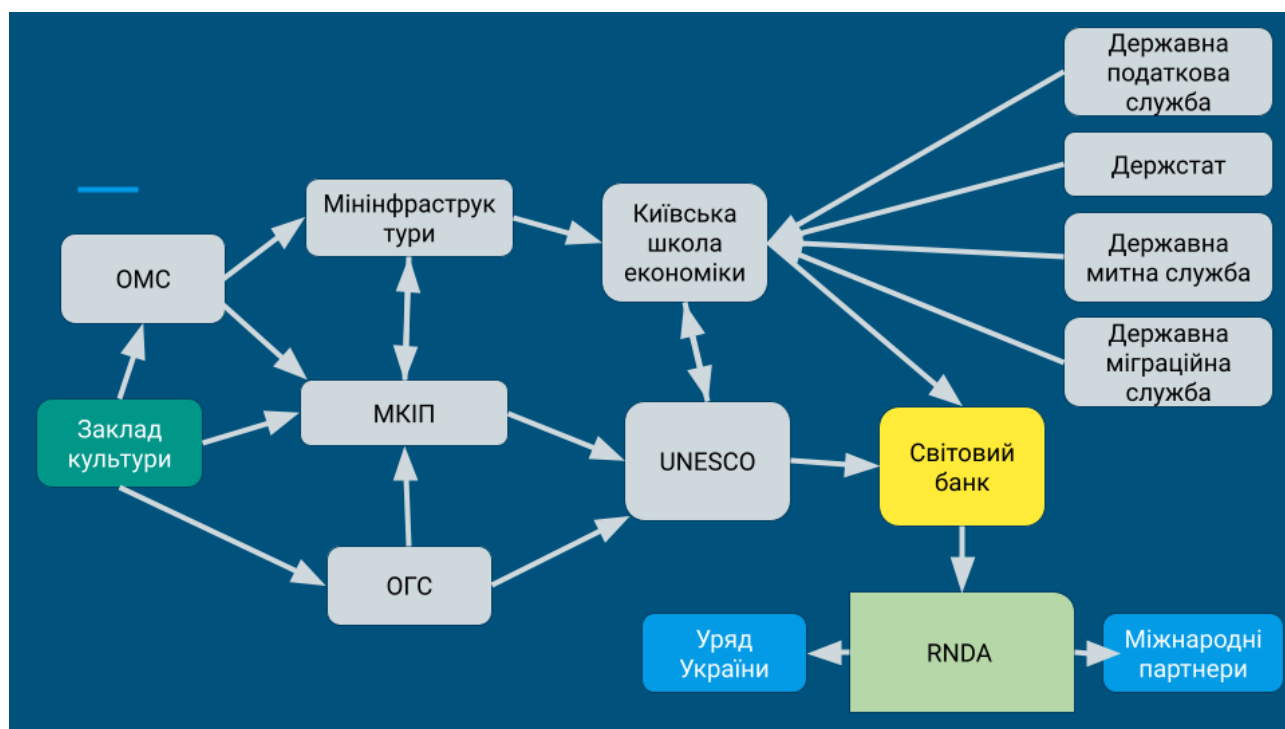 Державна
податкова
служба
Держстат
Державна
митна служба
Державна
міграційна
служба
Мінінфраструк
тури
Київська
школа
економіки
ОМС
МКІП
Заклад
культури
UNESCO
Світовий
банк
ОГС
Уряд
України
RNDA
Міжнародні
партнери